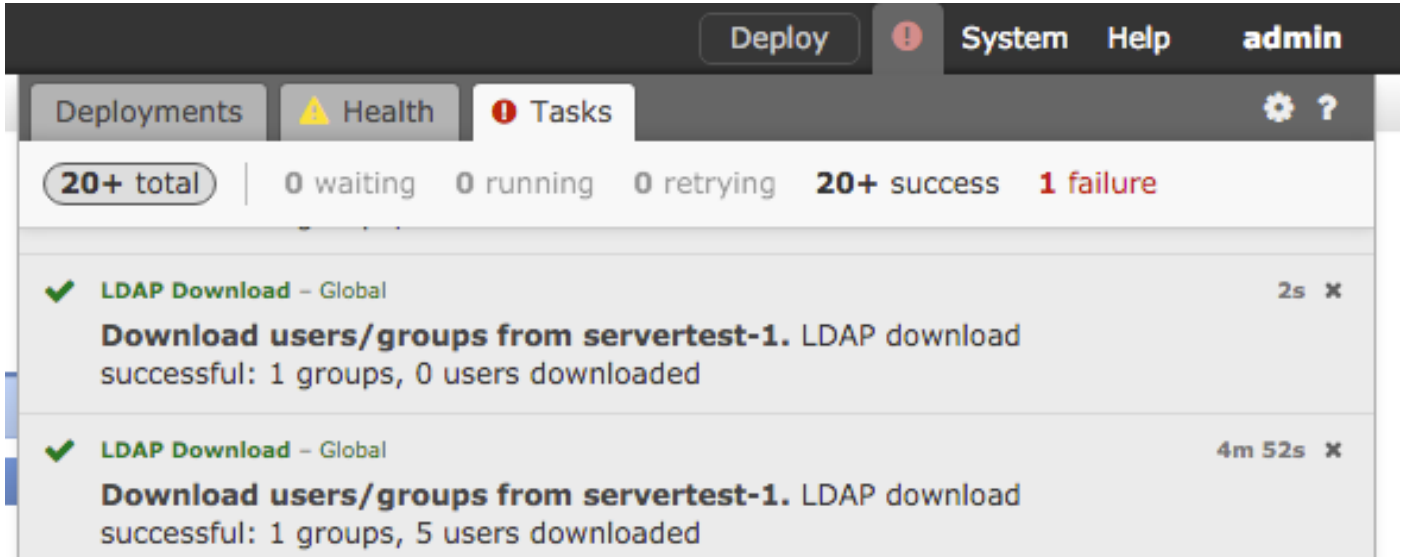 Deploy System Help admin
Deployments Health Tasks ?
20+ total 0 waiting 0 running 0 retrying 20+ success 1 failure
LDAP Download – Global 2s
Download users/groups from servertest-1. LDAP download
successful: 1 groups, 0 users downloaded
LDAP Download – Global 4m 52s
Download users/groups from servertest-1. LDAP download
successful: 1 groups, 5 users downloaded